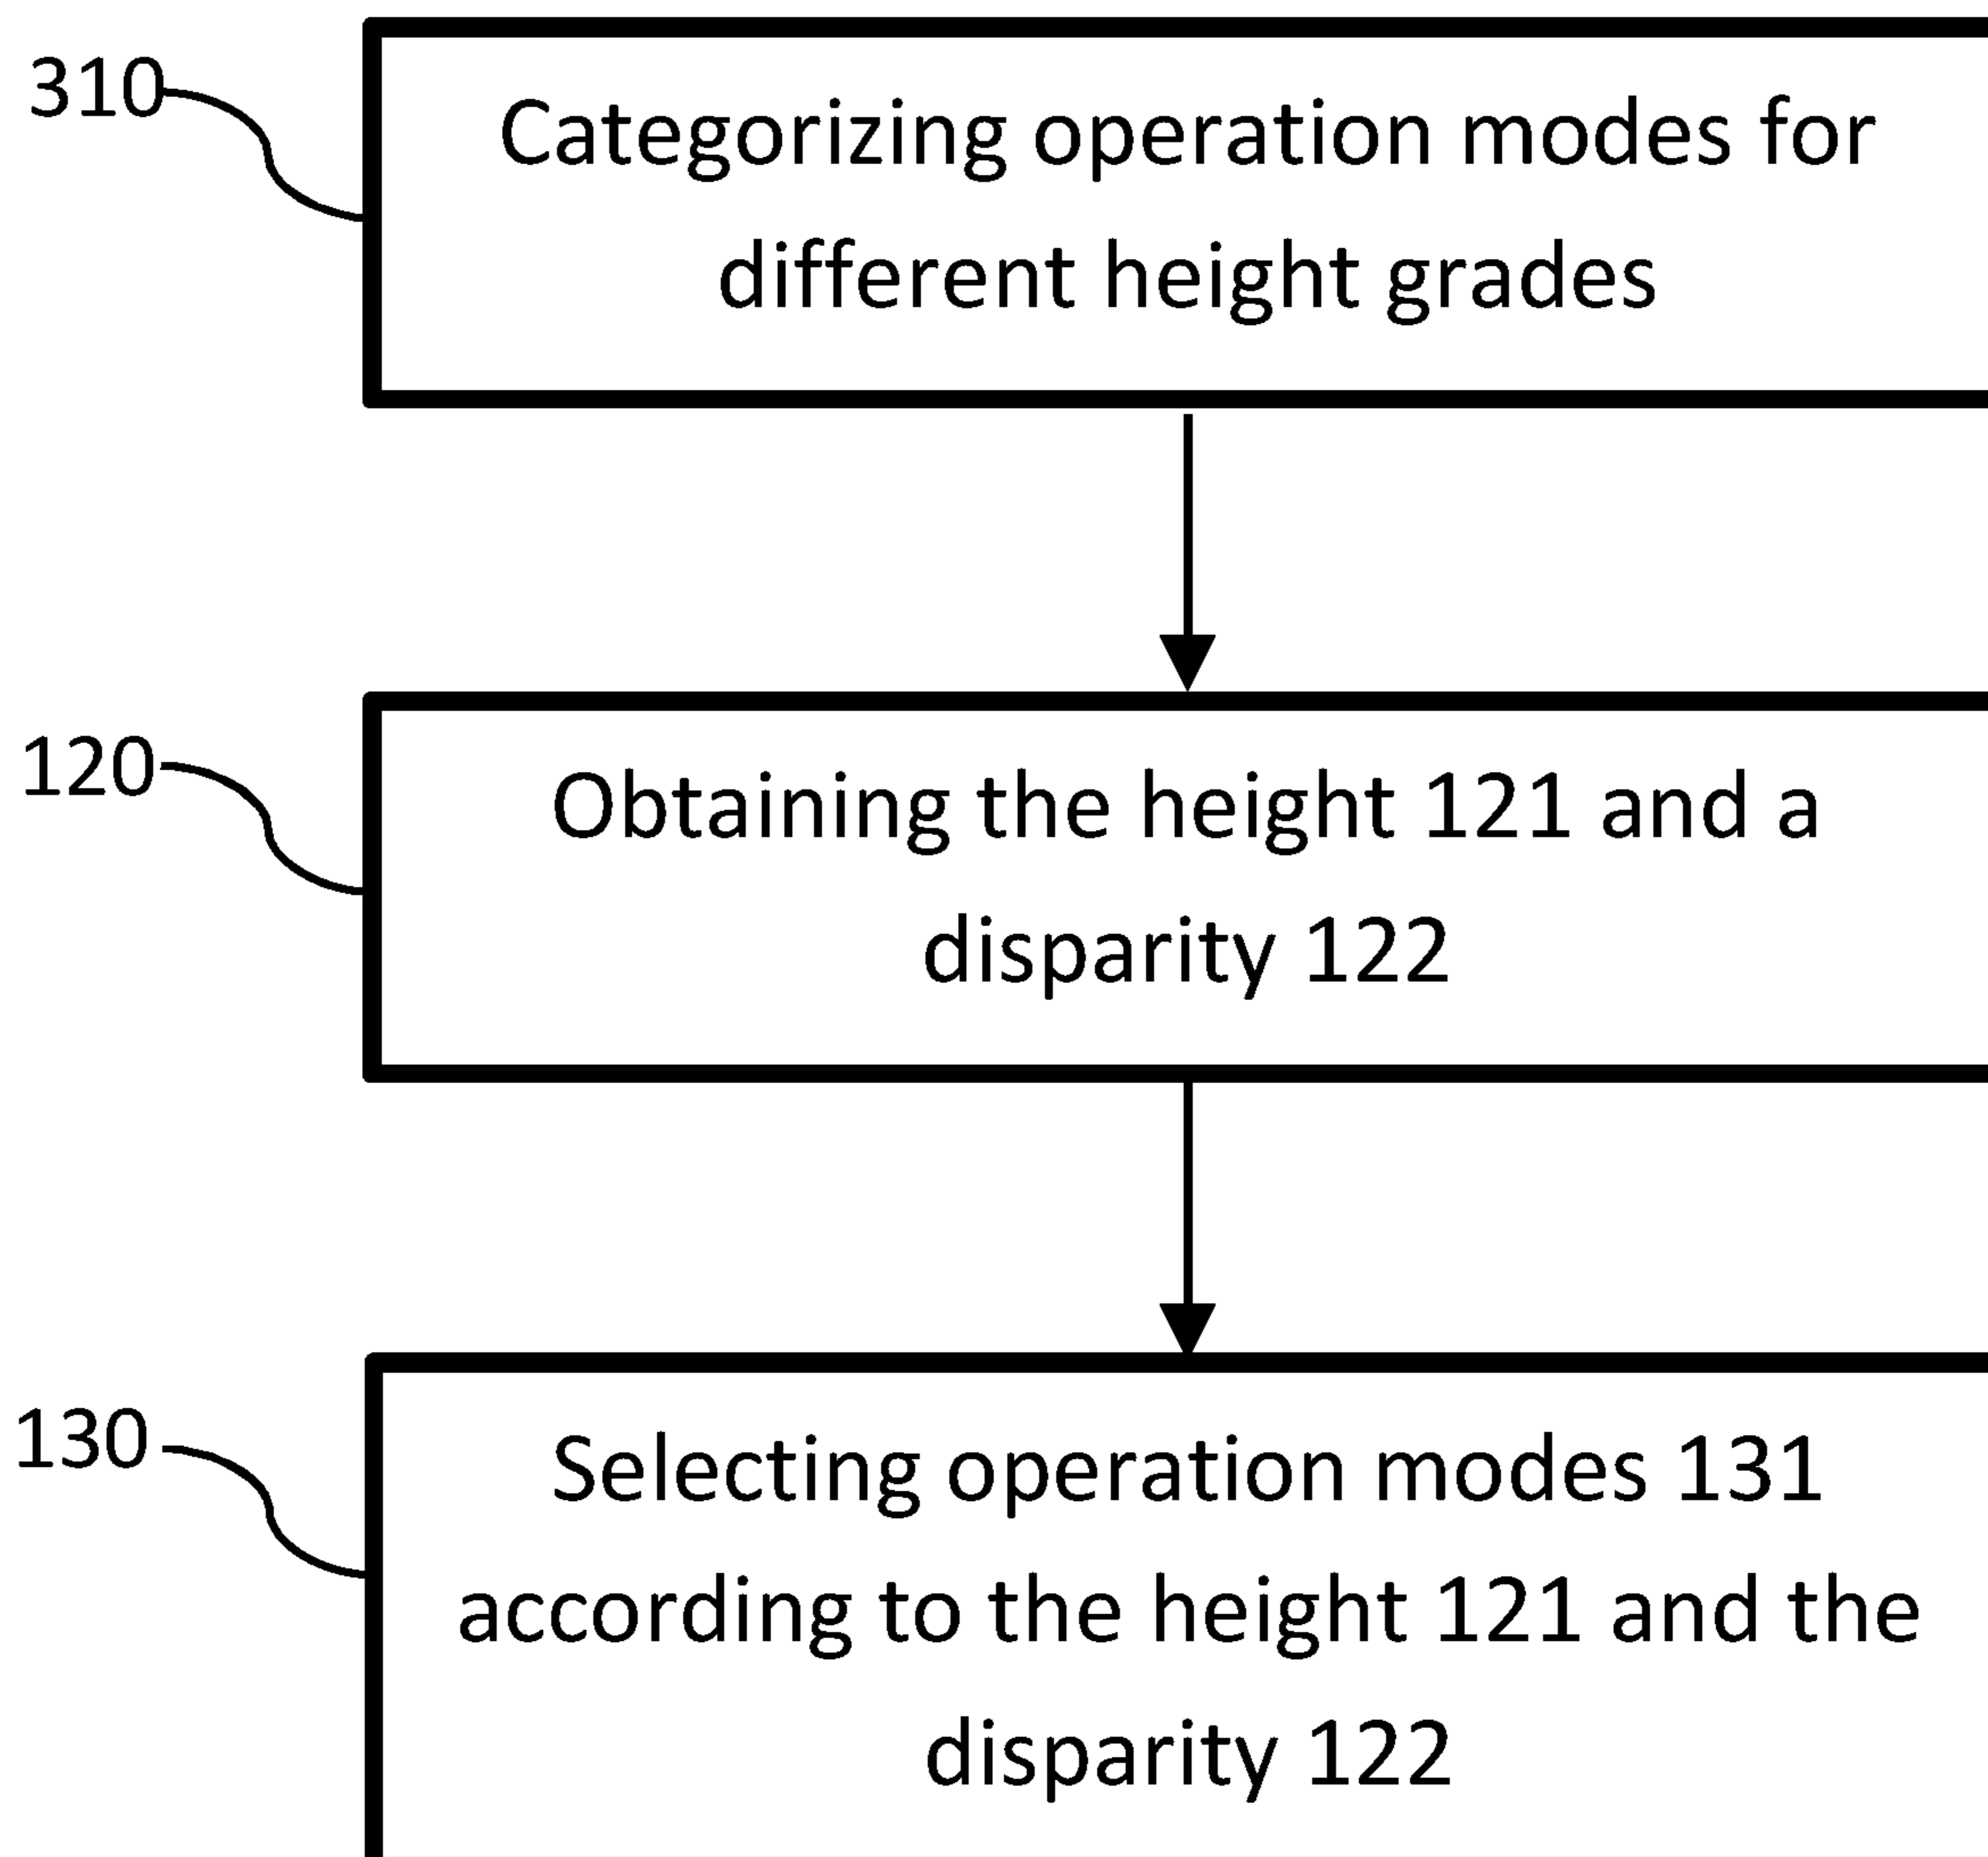 310
Categorizing operation modes for
different height grades
120
Obtaining the height 121 and a
disparity 122
130
Selecting operation modes 131
according to the height 121 and the
disparity 122